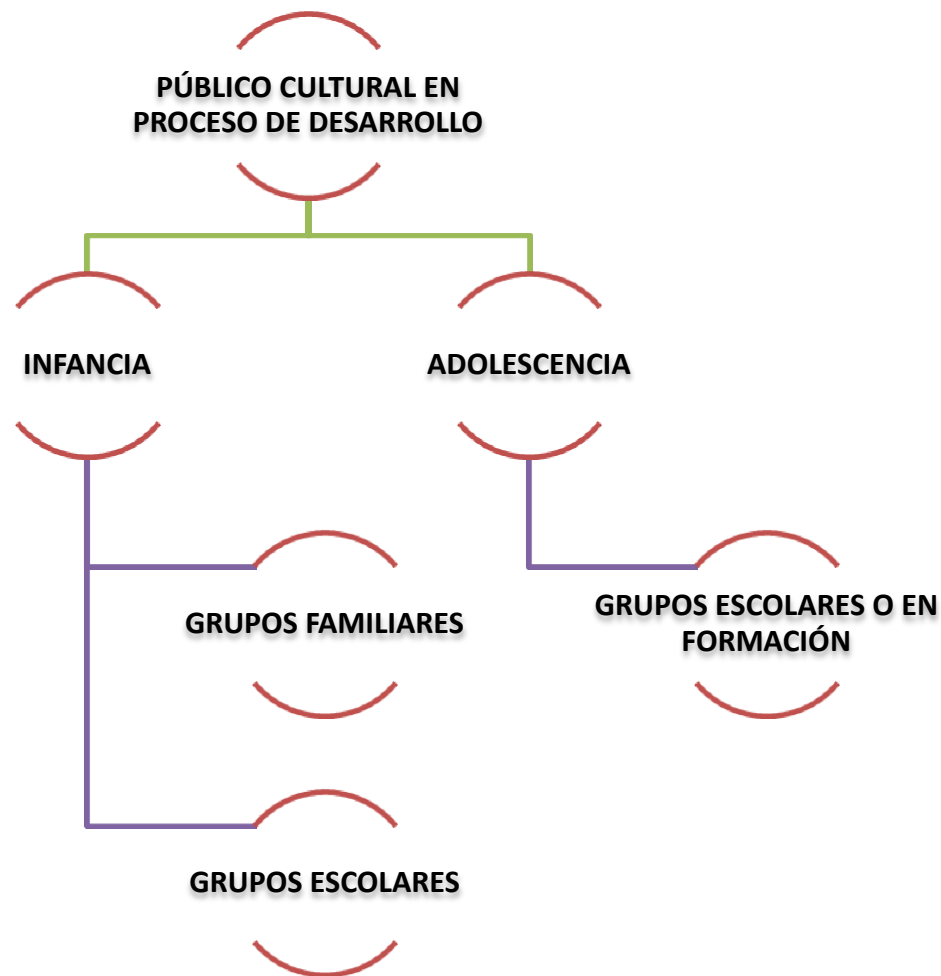 PÚBLICO CULTURAL EN
PROCESO DE DESARROLLO
INFANCIA
ADOLESCENCIA
GRUPOS FAMILIARES
GRUPOS ESCOLARES O EN
FORMACIÓN
GRUPOS ESCOLARES